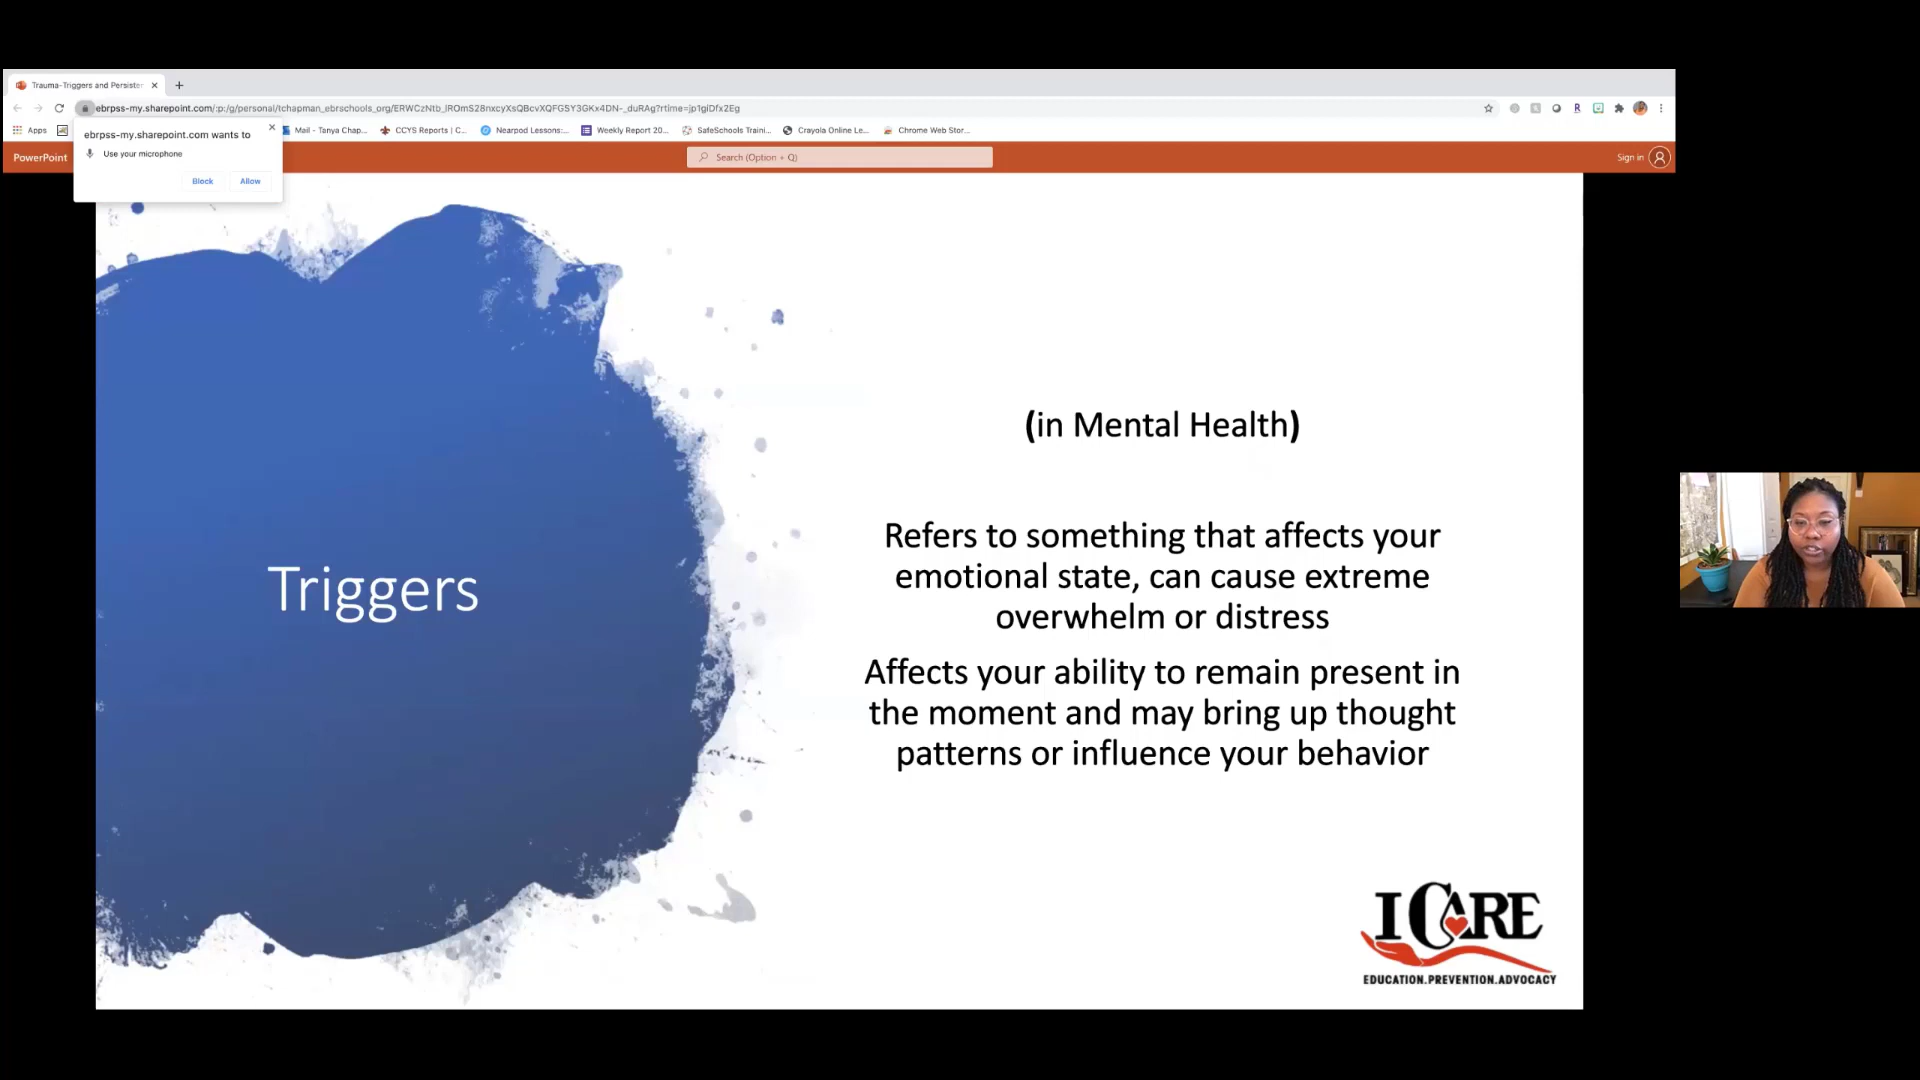 Trauma-Triggers and Persister
ebrpss-my.sharepoint.com/:p:/g/personal/tchapman_ebrschools_org/ERWCzNtb_lROmS28nxcyXsQBcvXQFGSY3GKx4DN-_duRAg?rtime=jp1giDfx2Eg
Apps
Mail - Tanya Chap...
CCYS Reports | C...
Nearpod Lessons:...
Weekly Report 20...
SafeSchools Traini...
Crayola Online Le...
Chrome Web Stor...
ebrpss-my.sharepoint.com wants to
Use your microphone
Block
Allow
PowerPoint
Search (Option + Q)
Sign in
Triggers
(in Mental Health)
Refers to something that affects your
emotional state, can cause extreme
overwhelm or distress
Affects your ability to remain present in
the moment and may bring up thought
patterns or influence your behavior
I CARE
EDUCATION.PREVENTION.ADVOCACY